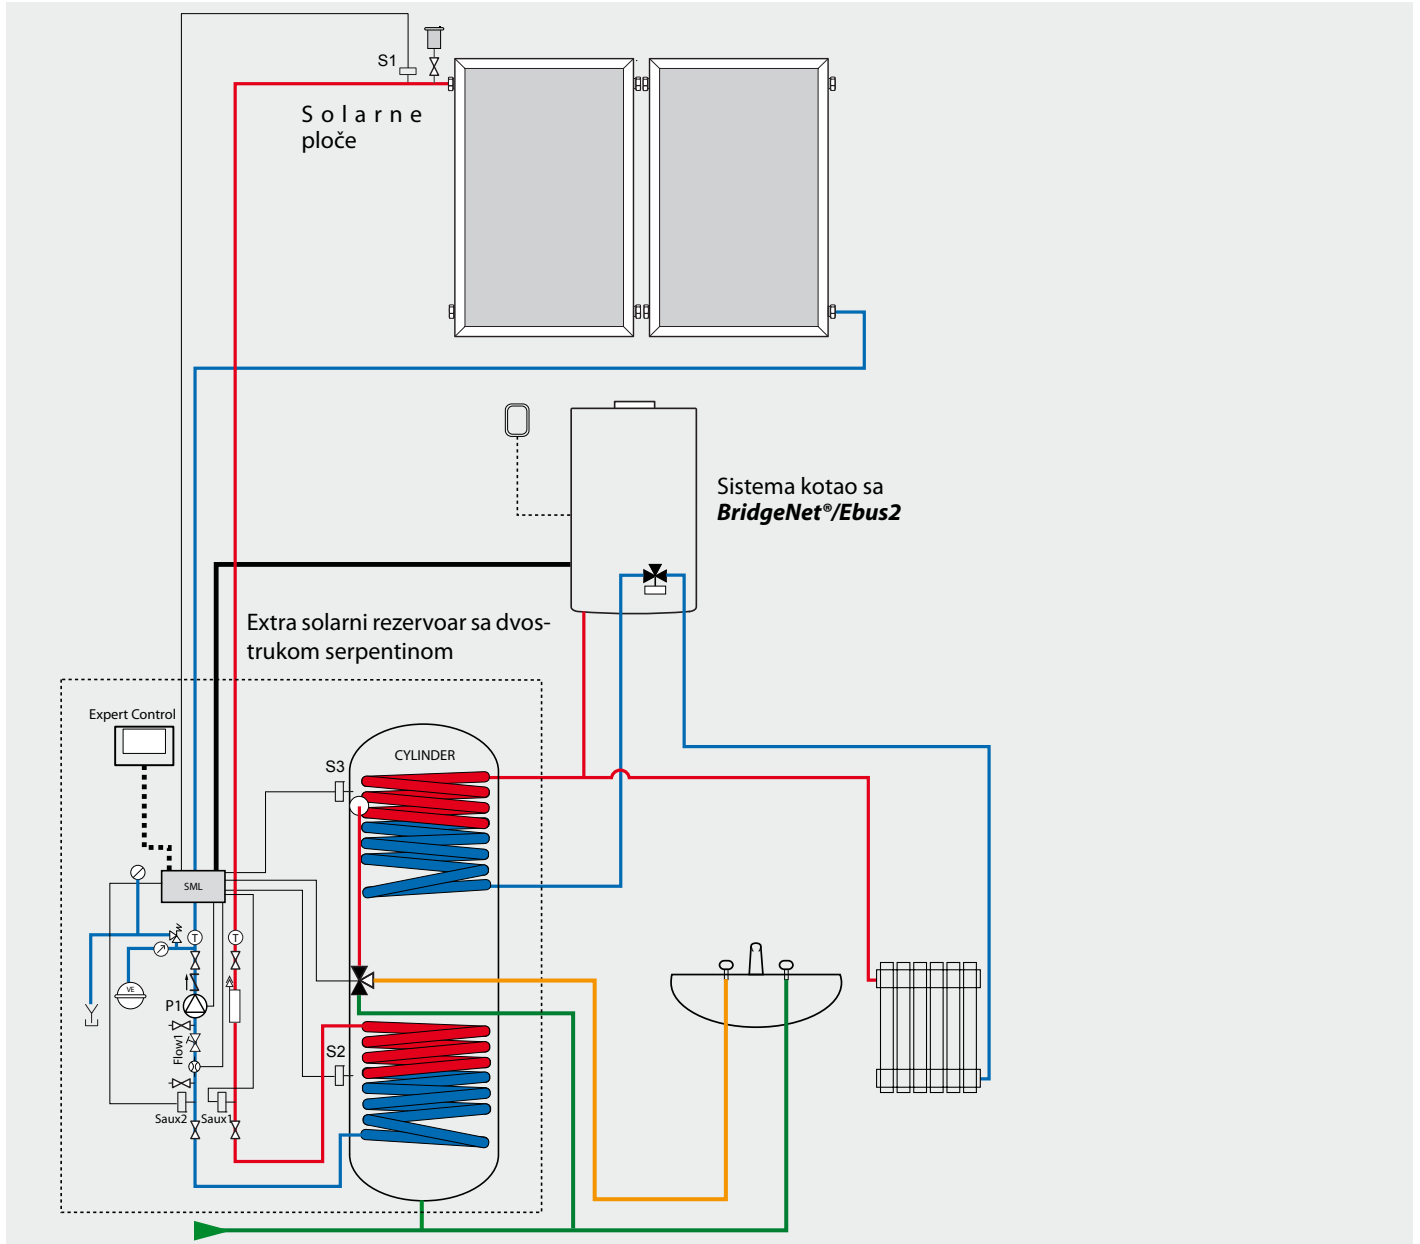 S1
Solarne
ploče
Sistema kotao sa
BridgeNet®/Ebus2
Extra solarni rezervoar sa dvos-
trukom serpentinom
Expert Control
CYLINDER
S3
SML
T
T
VE
P1
Flow1
S2
Saux2
Saux1